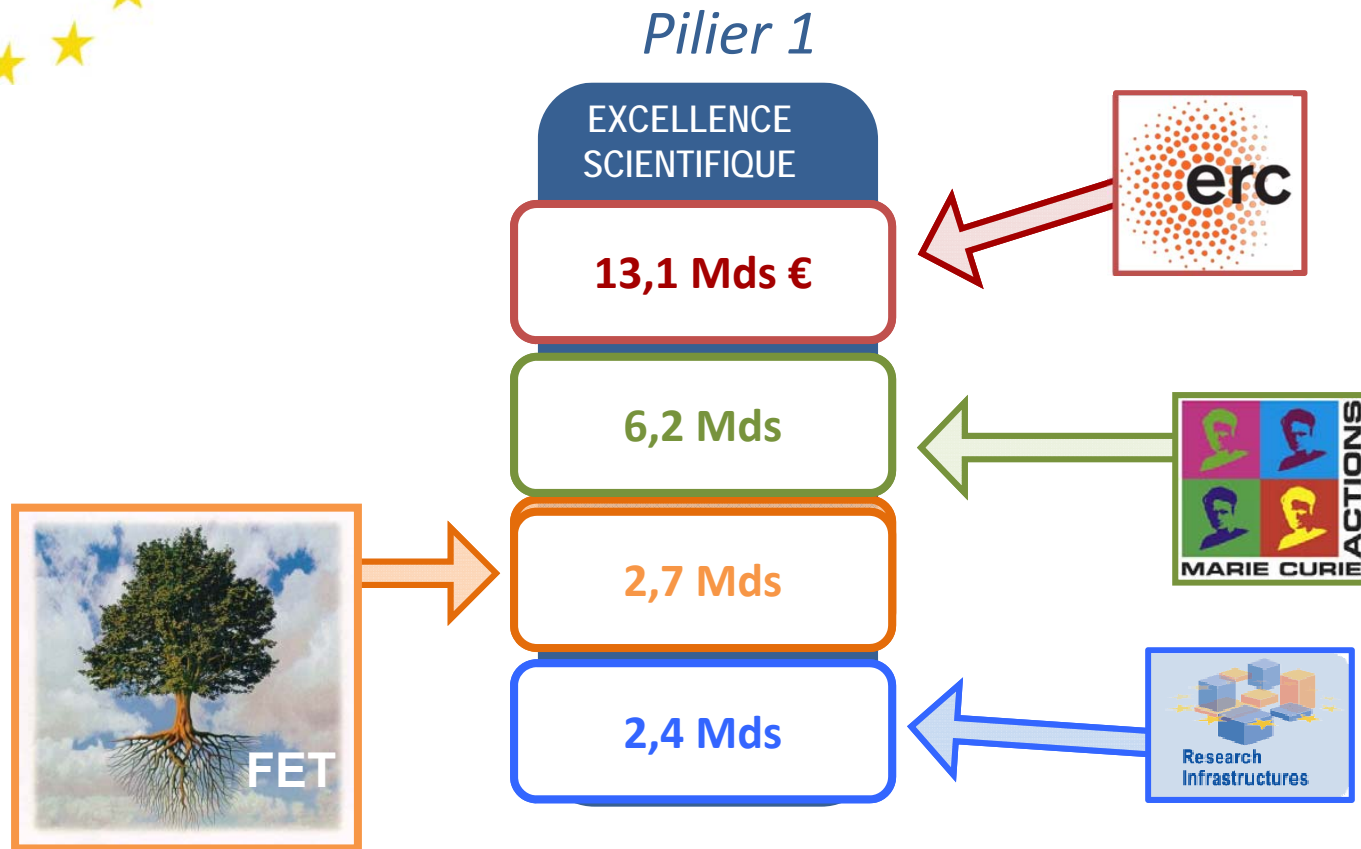 Pilier 1
EXCELLENCE
SCIENTIFIQUE
13,1 Mds €
erc
6,2 Mds
MARIE CURIE
ACTIONS
2,7 Mds
FET
2,4 Mds
Research
Infrastructures